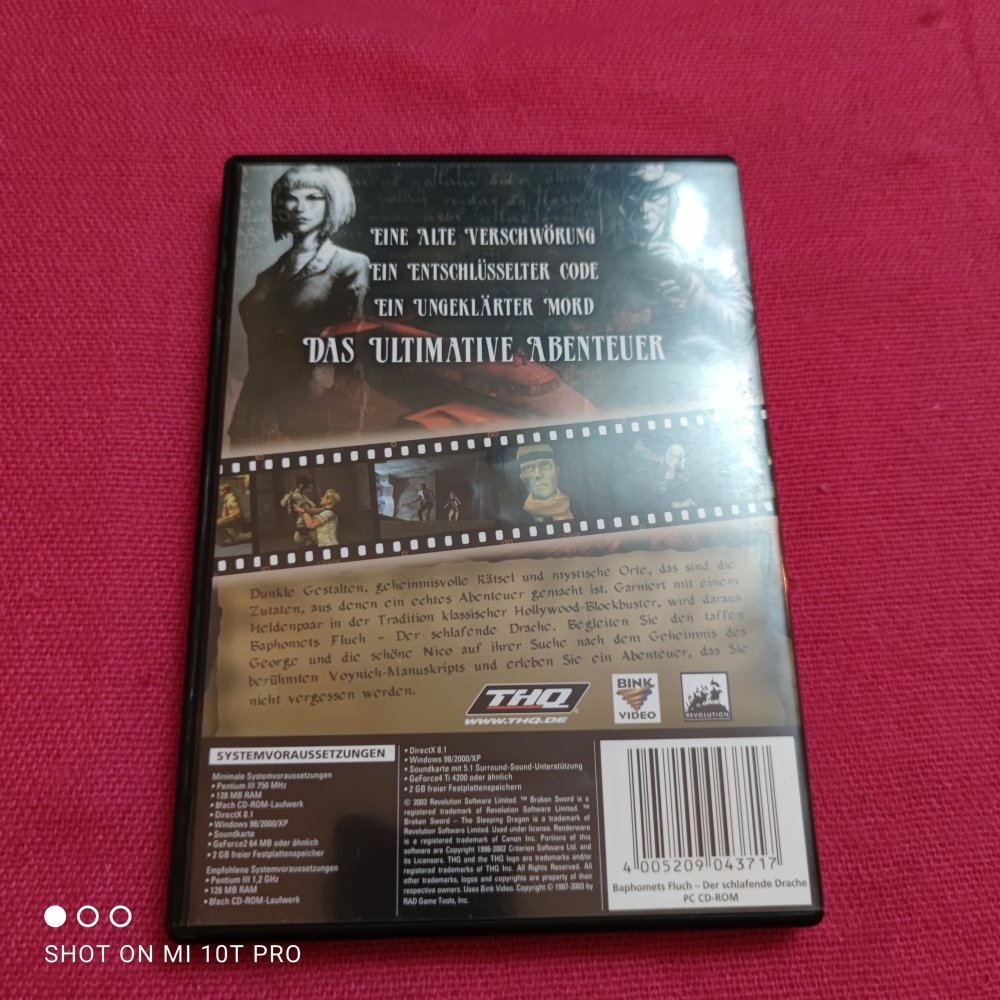 EINE ALTE VERSCHWÖRUNG
EIN ENTSCHLÜSSELTER CODE
EIN UNGEKLÄRTER MORD
DAS ULTIMATIVE ABENTEUER
Dunkle Gestalten, geheimnisvolle Rätsel und mystische Orte, das sind die
Zutaten, aus denen ein echtes Abenteuer gemacht ist. Garniert mit einem
Heldenpaar in der Tradition klassischer Hollywood-Blockbuster, wird daraus
Baphomets Fluch – Der schlafende Drache. Begleiten Sie den taffen
George und die schöne Nico auf ihrer Suche nach dem Geheimnis des
berühmten Voynich-Manuskripts und erleben Sie ein Abenteuer, das Sie
nicht vergessen werden.
THQ
WWW.THQ.DE
BINK
VIDEO
REVOLUTION
SYSTEMVORAUSSETZUNGEN
Minimale Systemvoraussetzungen
• Pentium III 750 MHz
• 128 MB RAM
• 8fach CD-ROM-Laufwerk
• DirectX 8.1
• Windows 98/2000/XP
• Soundkarte
• GeForce2 64 MB oder ähnlich
• 2 GB freier Festplattenspeicher
Empfohlene Systemvoraussetzungen
• Pentium III 1,2 GHz
• 128 MB RAM
• 8fach CD-ROM-Laufwerk
• DirectX 8.1
• Windows 98/2000/XP
• Soundkarte mit 5.1 Surround-Sound-Unterstützung
• GeForce4 Ti 4200 oder ähnlich
• 2 GB freier Festplattenspeichern
© 2003 Revolution Software Limited. ™ Broken Sword is a
registered trademark of Revolution Software Limited. ™
Broken Sword – The Sleeping Dragon is a trademark of
Revolution Software Limited. Used under license. Renderware
is a registered trademark of Canon Inc. Portions of this
software are Copyright 1998-2002 Criterion Software Ltd. and
its Licensors. THQ and the THQ logo are trademarks and/or
registered trademarks of THQ Inc. All Rights Reserved. All
other trademarks, logos and copyrights are property of their
respective owners. Uses Bink Video. Copyright © 1997-2003 by
RAD Game Tools, Inc.
4 005209 043717
Baphomets Fluch – Der schlafende Drache
PC CD-ROM
SHOT ON MI 10T PRO